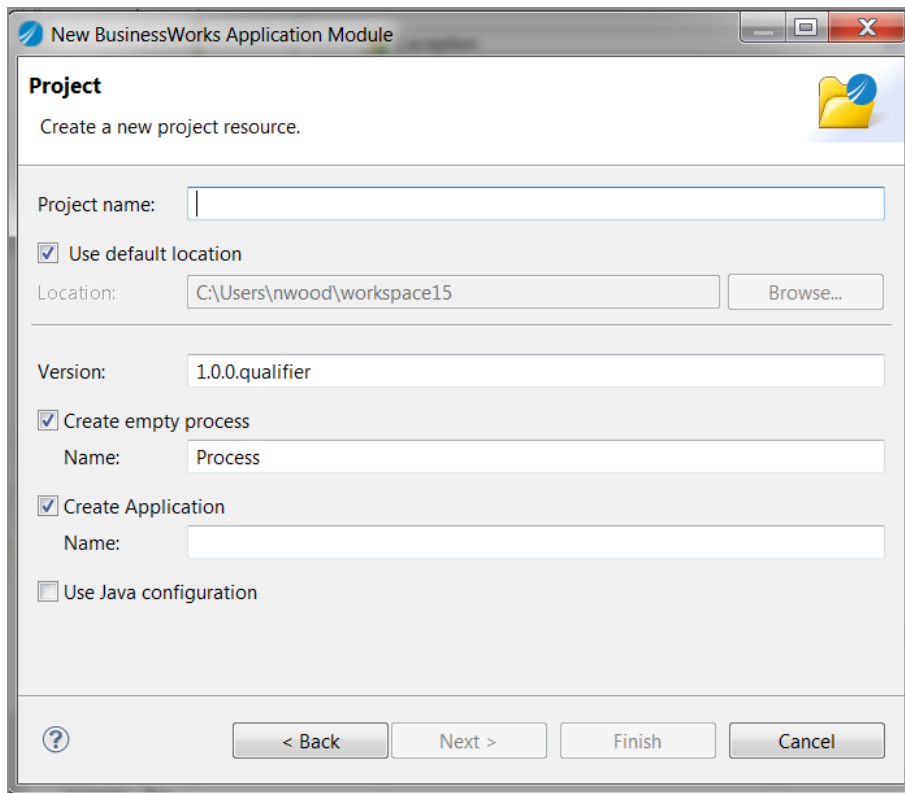 New BusinessWorks Application Module
Project
Create a new project resource.
Project name:
Use default location
Location: C:\Users\nwood\workspace15 Browse...
Version: 1.0.0.qualifier
Create empty process
Name: Process
Create Application
Name:
Use Java configuration
? < Back Next > Finish Cancel